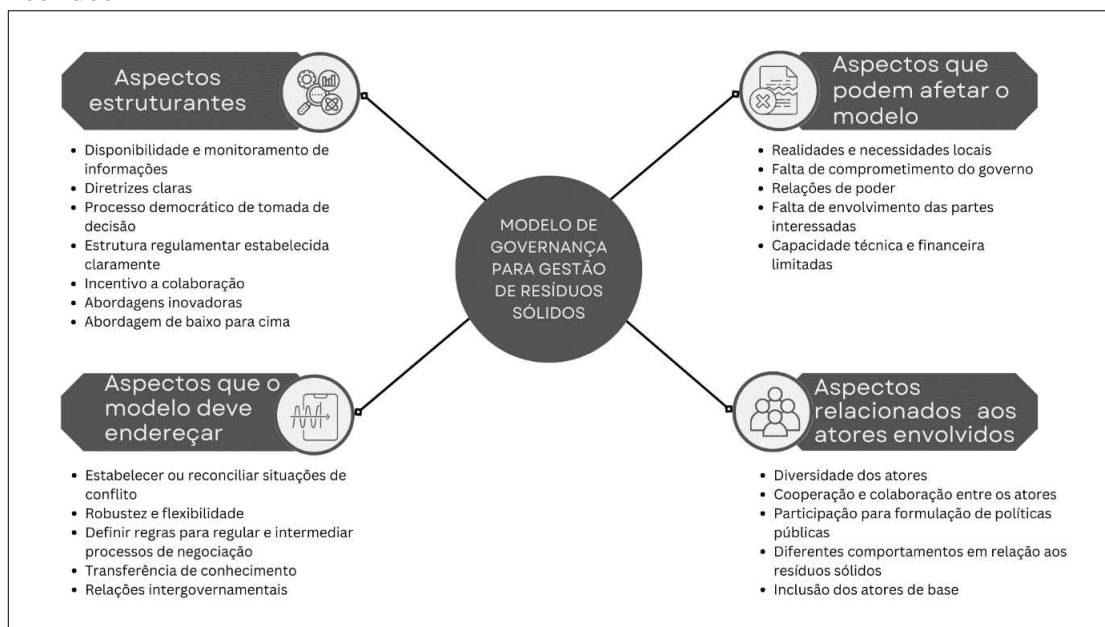 Aspectos
estruturantes
• Disponibilidade e monitoramento de
informações
• Diretrizes claras
• Processo democrático de tomada de
decisão
• Estrutura regulamentar estabelecida
claramente
• Incentivo a colaboração
• Abordagens inovadoras
• Abordagem de baixo para cima
Aspectos que
podem afetar o
modelo
• Realidades e necessidades locais
• Falta de comprometimento do governo
• Relações de poder
• Falta de envolvimento das partes
interessadas
• Capacidade técnica e financeira
limitadas
MODELO DE
GOVERNANÇA
PARA GESTÃO
DE RESÍDUOS
SÓLIDOS
Aspectos que o
modelo deve
endereçar
• Estabelecer ou reconciliar situações de
conflito
• Robustez e flexibilidade
• Definir regras para regular e intermediar
processos de negociação
• Transferência de conhecimento
• Relações intergovernamentais
Aspectos
relacionados aos
atores envolvidos
• Diversidade dos atores
• Cooperação e colaboração entre os atores
• Participação para formulação de políticas
públicas
• Diferentes comportamentos em relação aos
resíduos sólidos
• Inclusão dos atores de base